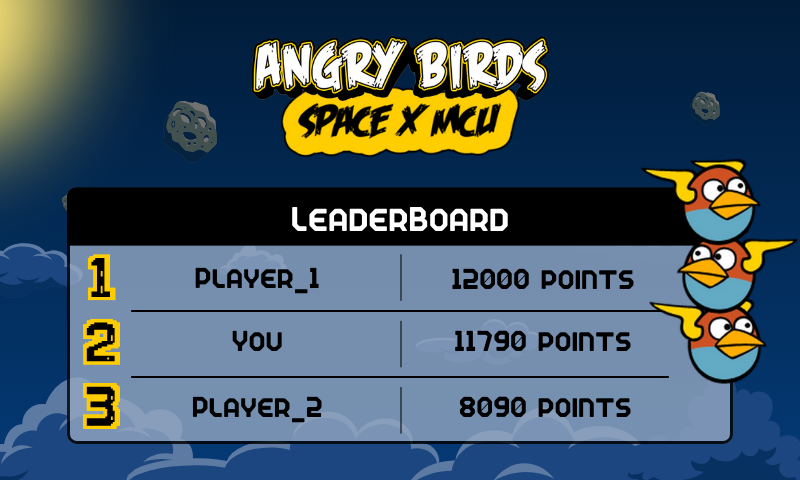 ANGRY BIRDS
SPACE X MCU
LEADERBOARD
1 PLAYER_1 12000 POINTS
2 YOU 11790 POINTS
3 PLAYER_2 8090 POINTS